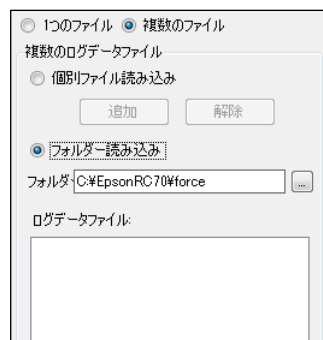 1つのファイル 複数のファイル
複数のログデータファイル
個別ファイル読み込み
追加 解除
フォルダー読み込み
フォルダ C:¥EpsonRC70¥force ...
ログデータファイル: